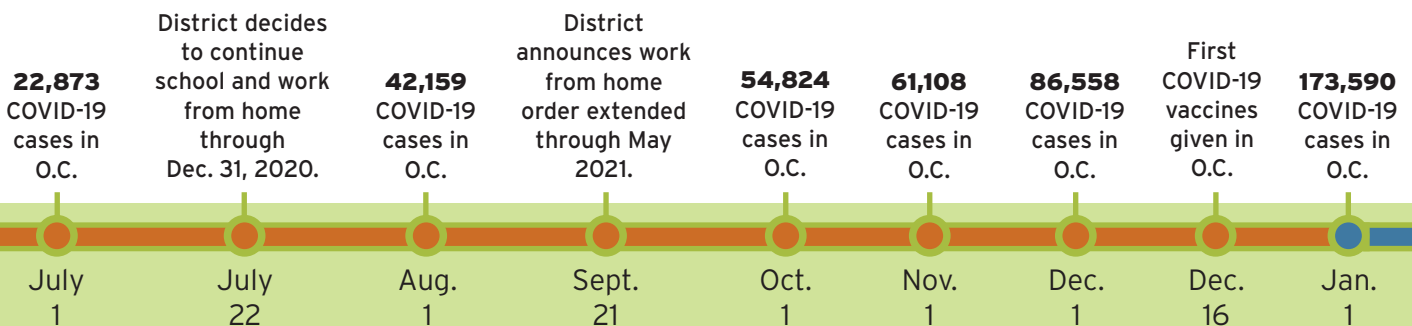 22,873
COVID-19
cases in
O.C.
July
1
District decides
to continue
school and work
from home
through
Dec. 31, 2020.
July
22
42,159
COVID-19
cases in
O.C.
Aug.
1
District
announces work
from home
order extended
through May
2021.
Sept.
21
54,824
COVID-19
cases in
O.C.
Oct.
1
61,108
COVID-19
cases in
O.C.
Nov.
1
86,558
COVID-19
cases in
O.C.
Dec.
1
First
COVID-19
vaccines
given in
O.C.
Dec.
16
173,590
COVID-19
cases in
O.C.
Jan.
1